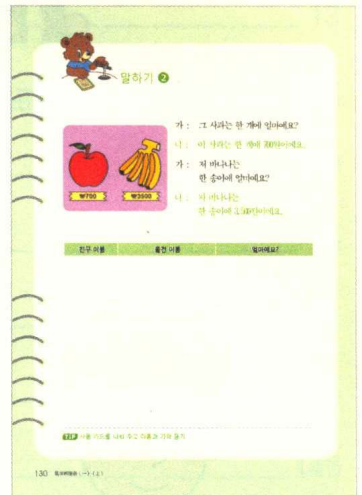 말하기 ❷
가 : 그 사과는 한 개에 얼마예요?
나 : 이 사과는 한 개에 700원이에요.
가 : 저 바나나는
한 송이에 얼마예요?
나 : 저 바나나는
한 송이에 3,500원이에요.
₩700 ₩3500
친구 이름 물건 이름 얼마예요?
TIP
130